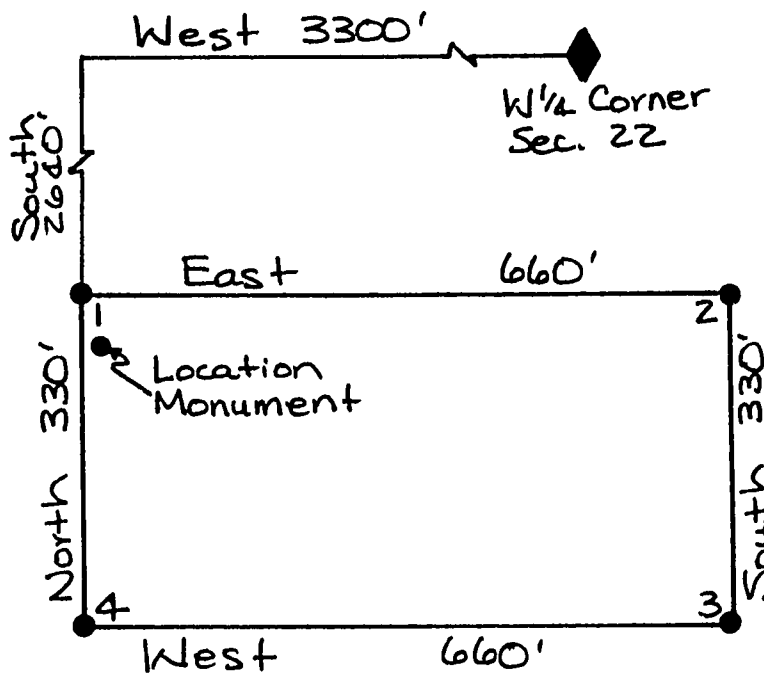 West 3300'
W 1/4 Corner
Sec. 22
South
2640'
East 660'
1
2
Location
Monument
North 330'
South 330'
4
3
West 660'